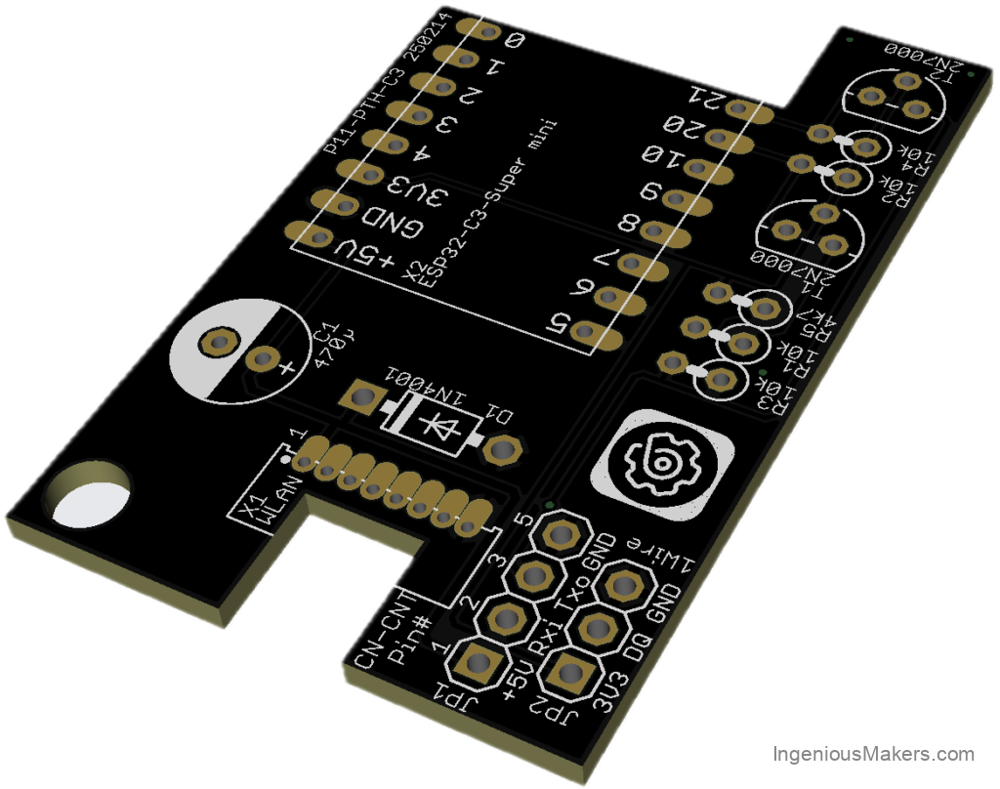 P11-PTH-C3 250214
0
1
2
3
4
3V3
GND
+5V
X2
ESP32-C3-Super mini
21
20
10
9
8
7
6
5
2N7000
T2
10k
R4
10k
R2
2N7000
T1
4k7
R5
10k
R1
10k
R3
C1
470µ
+
1N4001
D1
1
X1
WLAN
CN-CNT
Pin#
5
3
2
1
GND
Txo
Rxi
+5V
JP1
1Wire
GND
DQ
3V3
JP2
IngeniousMakers.com